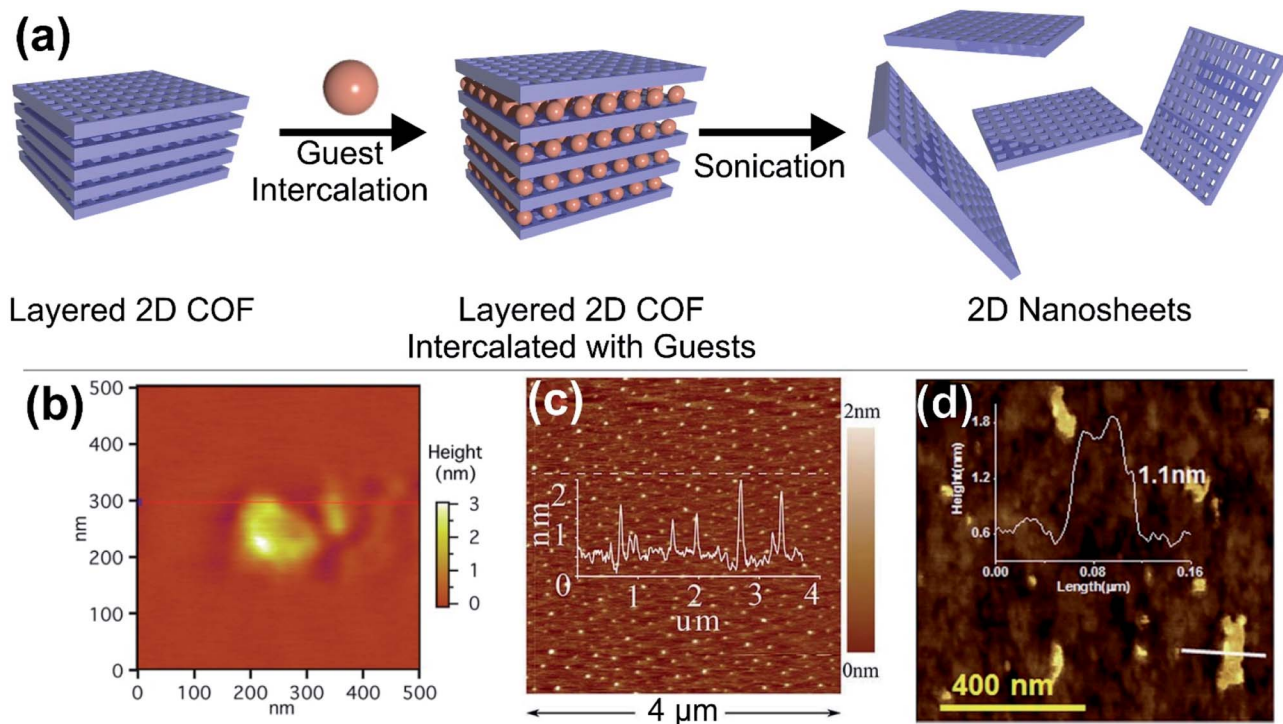 (a)
Guest
Intercalation
Sonication
Layered 2D COF
Layered 2D COF
Intercalated with Guests
2D Nanosheets
(b)
500
400
300
200
100
0
nm
0 100 200 300 400 500
nm
Height
(nm)
3
2
1
0
(c)
2nm
0nm
nm
2
1
0
1 2 3 4
um
4 µm
(d)
Height(nm)
1.8
1.2
0.6
1.1nm
0.00 0.08 0.16
Length(µm)
400 nm